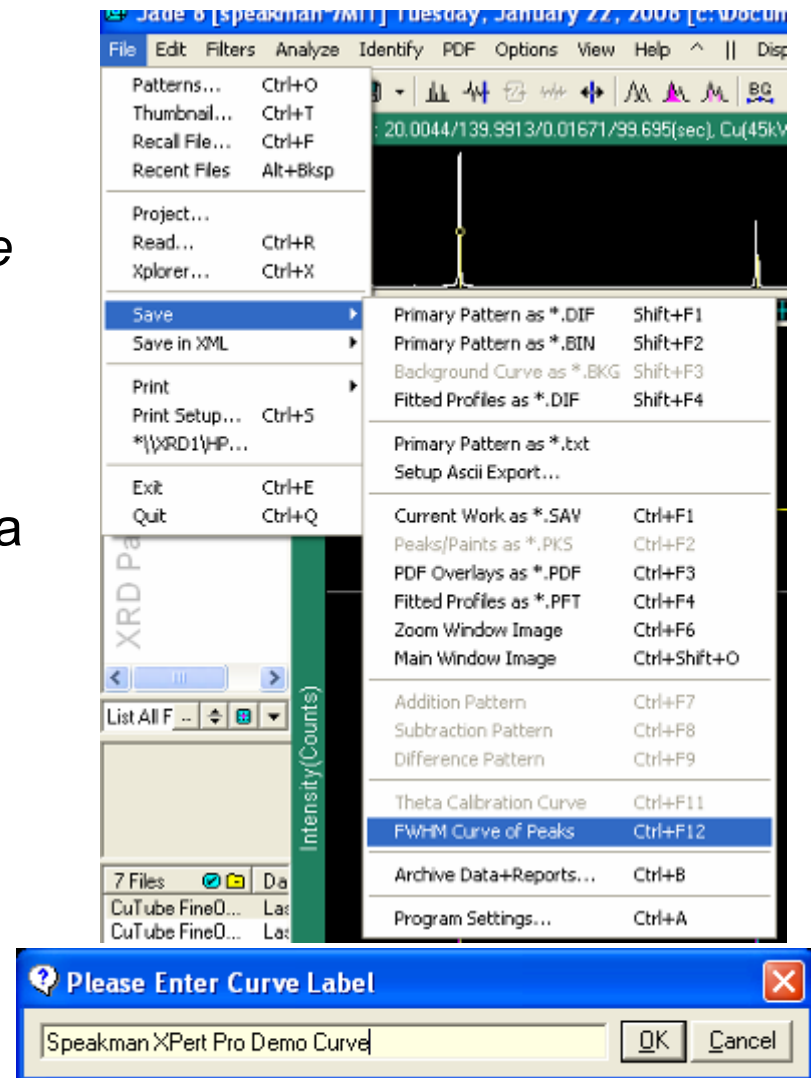 Jade 8 [speakman*/MIT] Tuesday, January 22, 2008 [c:\Docum
File Edit Filters Analyze Identify PDF Options View Help ^ || Disp
BG
: 20.0044/139.9913/0.01671/99.695(sec), Cu(45kV
Patterns... Ctrl+O
Thumbnail... Ctrl+T
Recall File... Ctrl+F
Recent Files Alt+Bksp
Project...
e
Read... Ctrl+R
Xplorer... Ctrl+X
Save
Save in XML
Print
Print Setup... Ctrl+S
*\\XRD1\HP...
Exit Ctrl+E
Quit Ctrl+Q
a
Primary Pattern as *.DIF Shift+F1
Primary Pattern as *.BIN Shift+F2
Background Curve as *.BKG Shift+F3
Fitted Profiles as *.DIF Shift+F4
Primary Pattern as *.txt
Setup Ascii Export...
Current Work as *.SAV Ctrl+F1
Peaks/Paints as *.PKS Ctrl+F2
PDF Overlays as *.PDF Ctrl+F3
Fitted Profiles as *.PFT Ctrl+F4
Zoom Window Image Ctrl+F6
Main Window Image Ctrl+Shift+O
Addition Pattern Ctrl+F7
Subtraction Pattern Ctrl+F8
Difference Pattern Ctrl+F9
Theta Calibration Curve Ctrl+F11
FWHM Curve of Peaks Ctrl+F12
Archive Data+Reports... Ctrl+B
Program Settings... Ctrl+A
XRD Pa
List All F ..
Intensity(Counts)
7 Files Da
CuTube FineO... Las
CuTube FineO... Las
Please Enter Curve Label
Speakman XPert Pro Demo Curve
OK Cancel